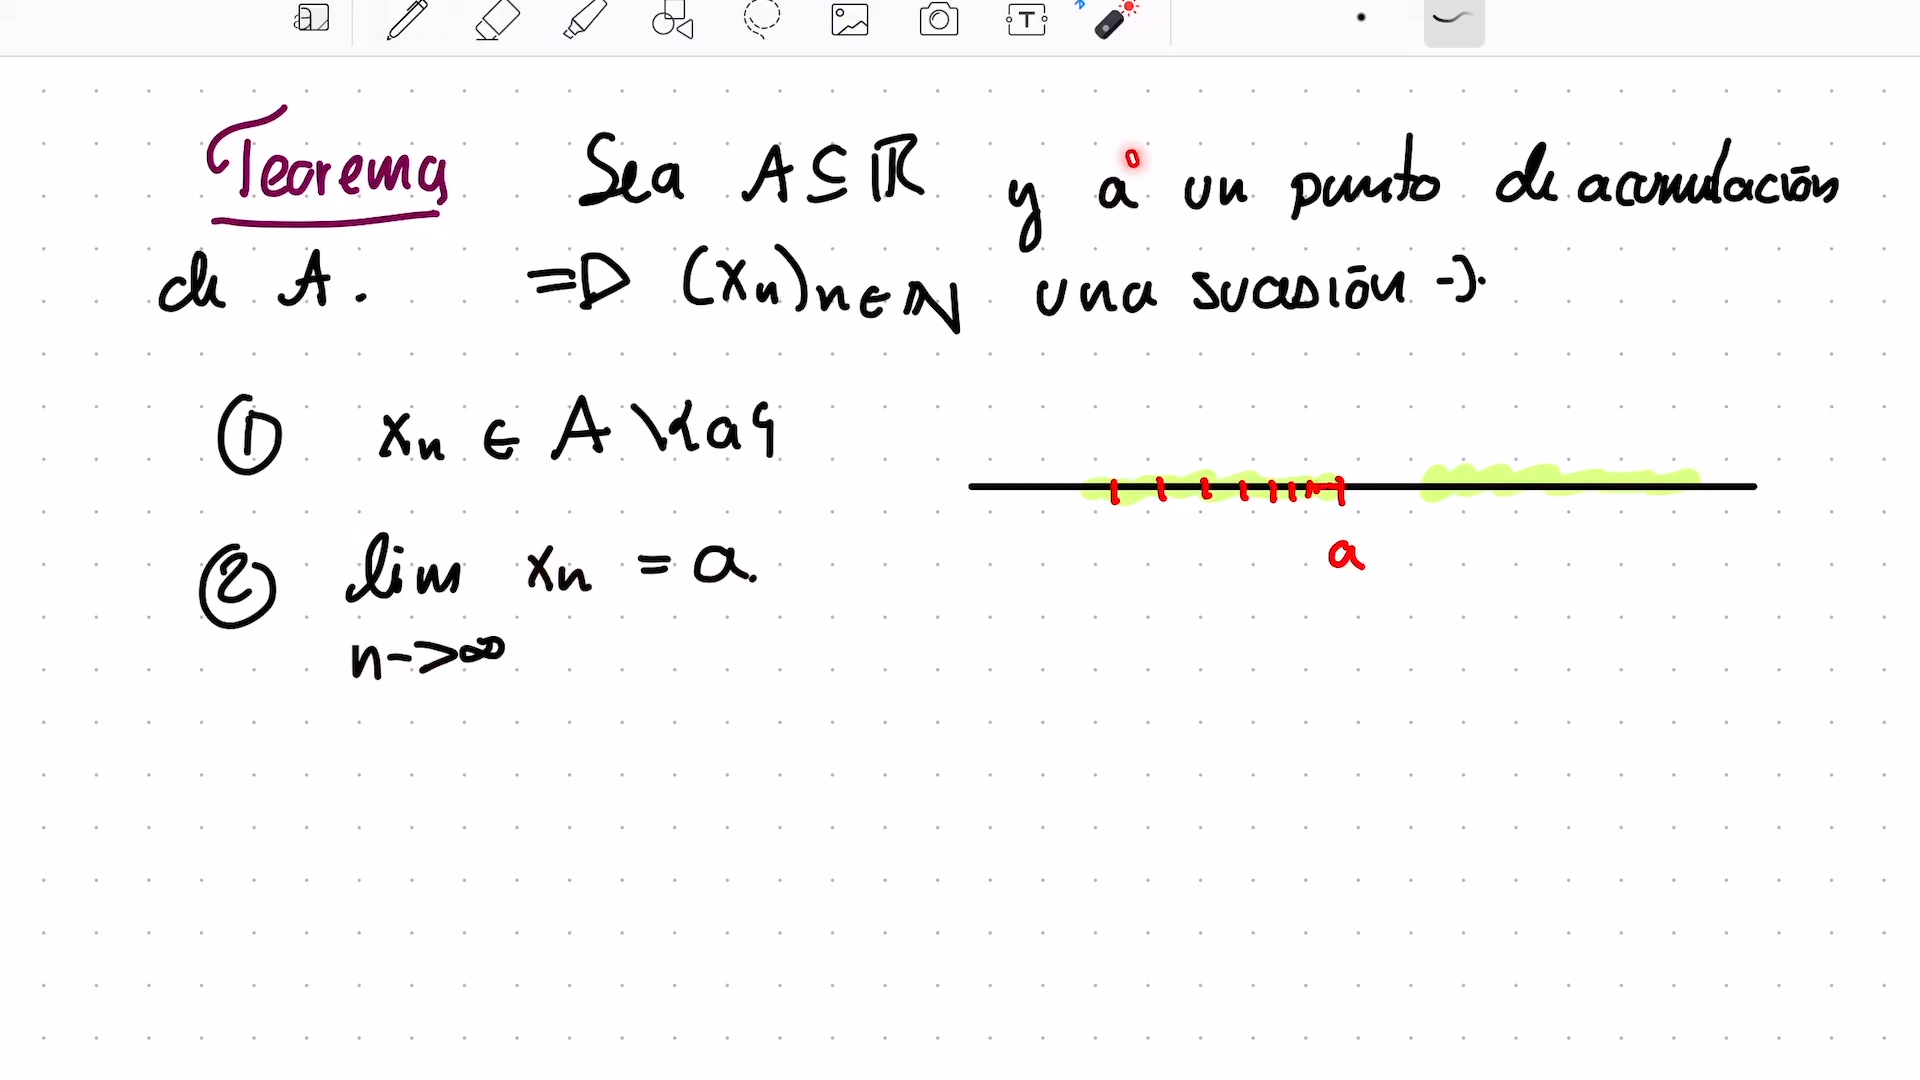 Teorema Sea A ⊆ ℝ y a un punto de acumulación
de A. => (xn)n∈ℕ una sucesión -).
① xn ∈ A \ {a}
② lim xn = a.
n->∞
a